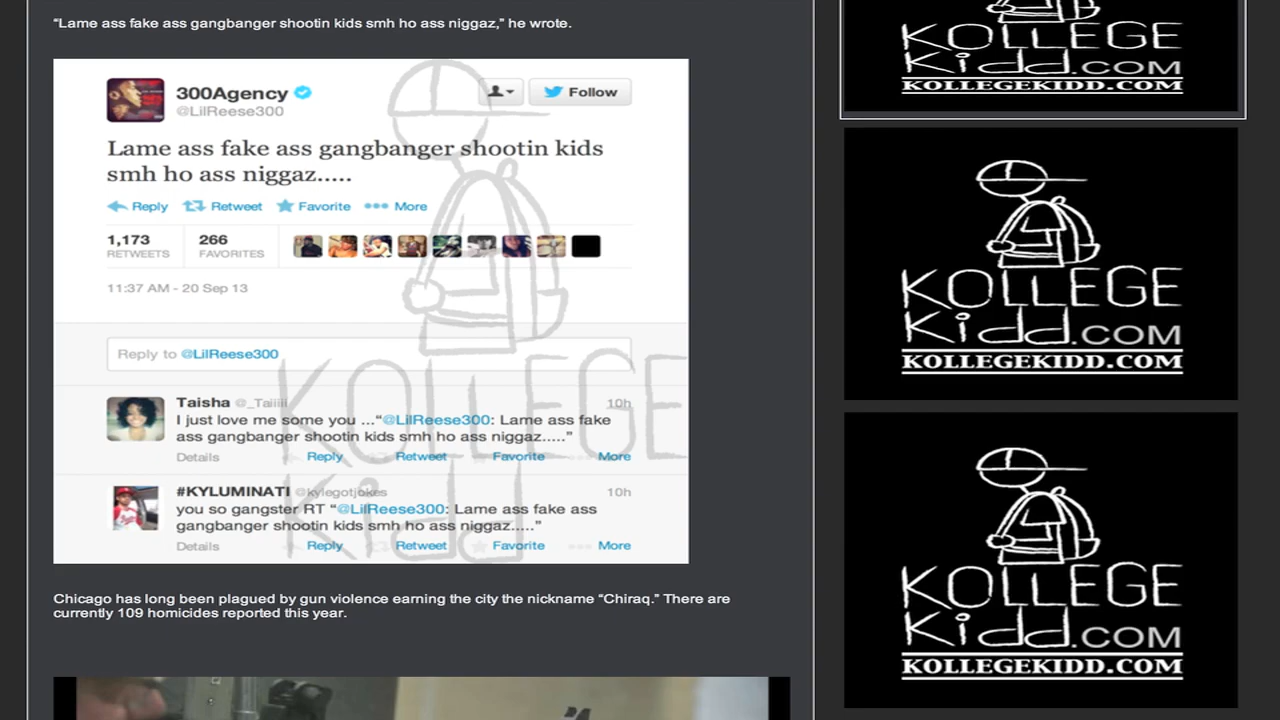 “Lame ass fake ass gangbanger shootin kids smh ho ass niggaz,” he wrote.
300Agency
@LilReese300
Follow
Lame ass fake ass gangbanger shootin kids
smh ho ass niggaz.....
Reply Retweet Favorite More
1,173 266
RETWEETS FAVORITES
11:37 AM - 20 Sep 13
Reply to @LilReese300
Taisha @_Taiiiii 10h
I just love me some you ...“@LilReese300: Lame ass fake
ass gangbanger shootin kids smh ho ass niggaz.....”
Details Reply Retweet Favorite More
#KYLUMINATI @kylegotjokes 10h
you so gangster RT “@LilReese300: Lame ass fake ass
gangbanger shootin kids smh ho ass niggaz.....”
Details Reply Retweet Favorite More
KOLLEGE
Kidd
Chicago has long been plagued by gun violence earning the city the nickname “Chiraq.” There are
currently 109 homicides reported this year.
KOLLEGE
Kidd.COM
KOLLEGEKIDD.COM
KOLLEGE
Kidd.COM
KOLLEGEKIDD.COM
KOLLEGE
Kidd.COM
KOLLEGEKIDD.COM